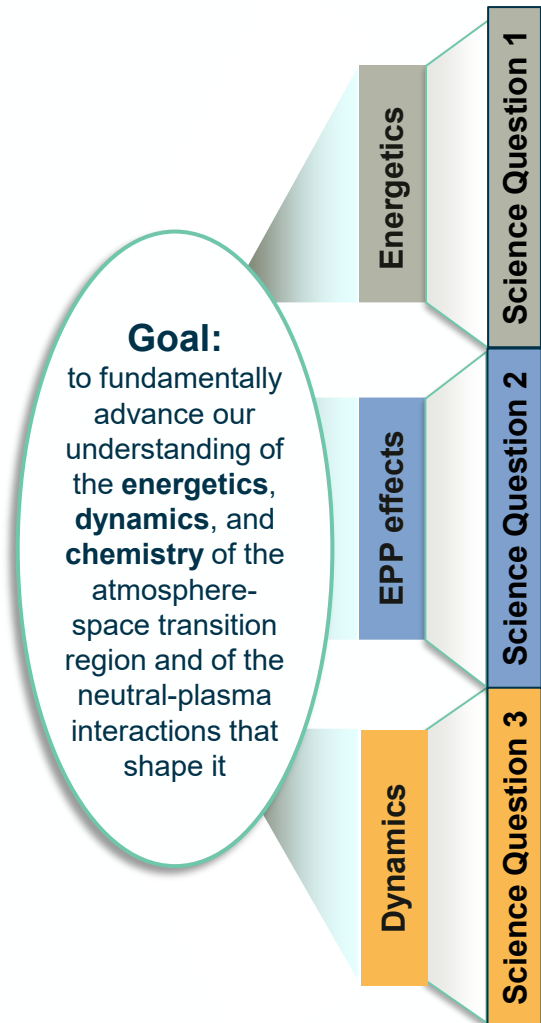 Goal:
to fundamentally
advance our
understanding of
the energetics,
dynamics, and
chemistry of the
atmosphere-
space transition
region and of the
neutral-plasma
interactions that
shape it
Energetics
Science Question 1
EPP effects
Science Question 2
Dynamics
Science Question 3